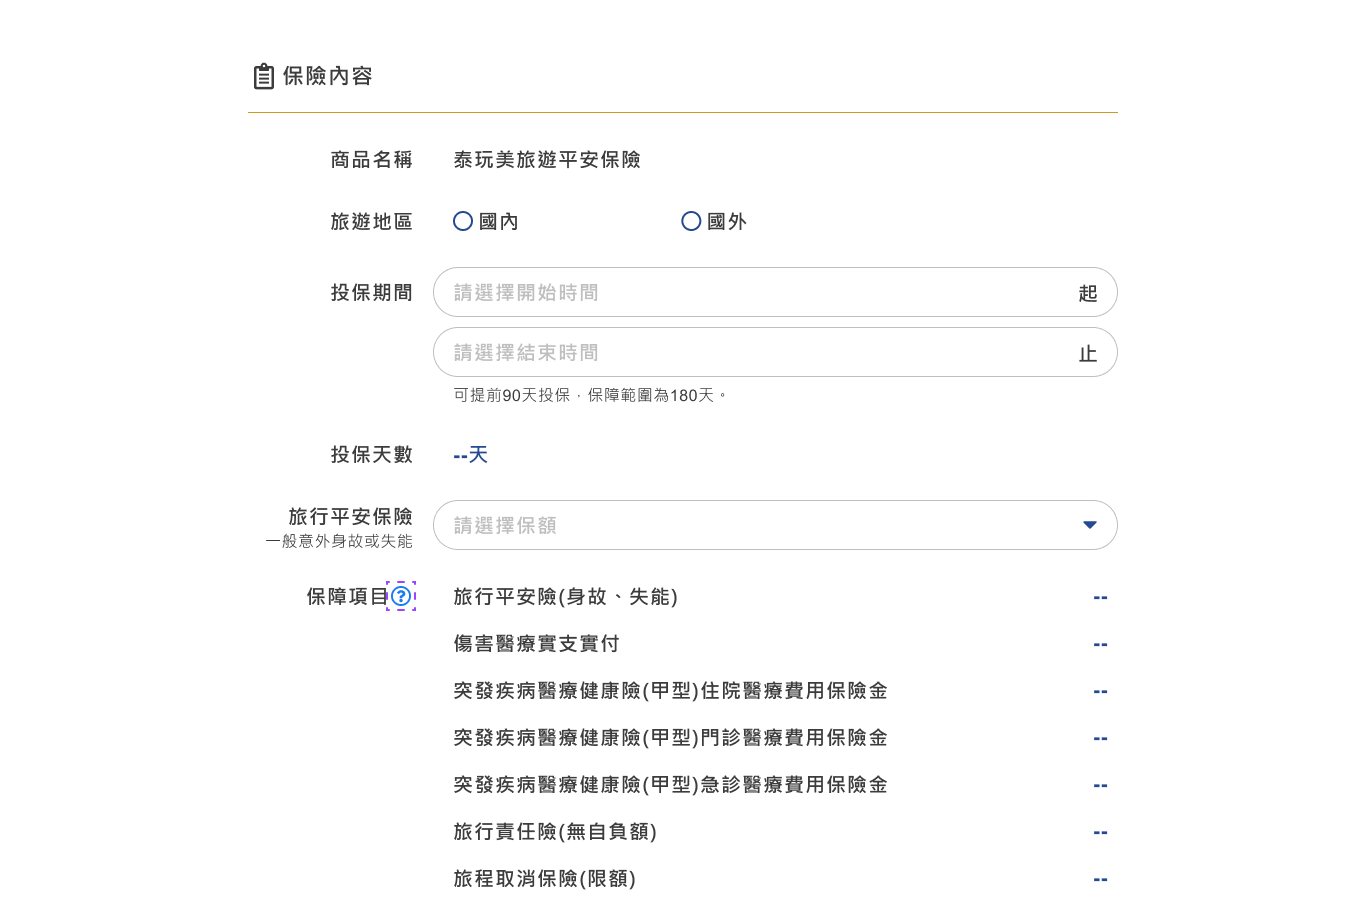 保險內容
商品名稱 泰玩美旅遊平安保險
旅遊地區 國內 國外
投保期間 請選擇開始時間 起
請選擇結束時間 止
可提前90天投保，保障範圍為180天。
投保天數 --天
旅行平安保險 請選擇保額
一般意外身故或失能
保障項目 旅行平安險(身故、失能) --
傷害醫療實支實付 --
突發疾病醫療健康險(甲型)住院醫療費用保險金 --
突發疾病醫療健康險(甲型)門診醫療費用保險金 --
突發疾病醫療健康險(甲型)急診醫療費用保險金 --
旅行責任險(無自負額) --
旅程取消保險(限額) --